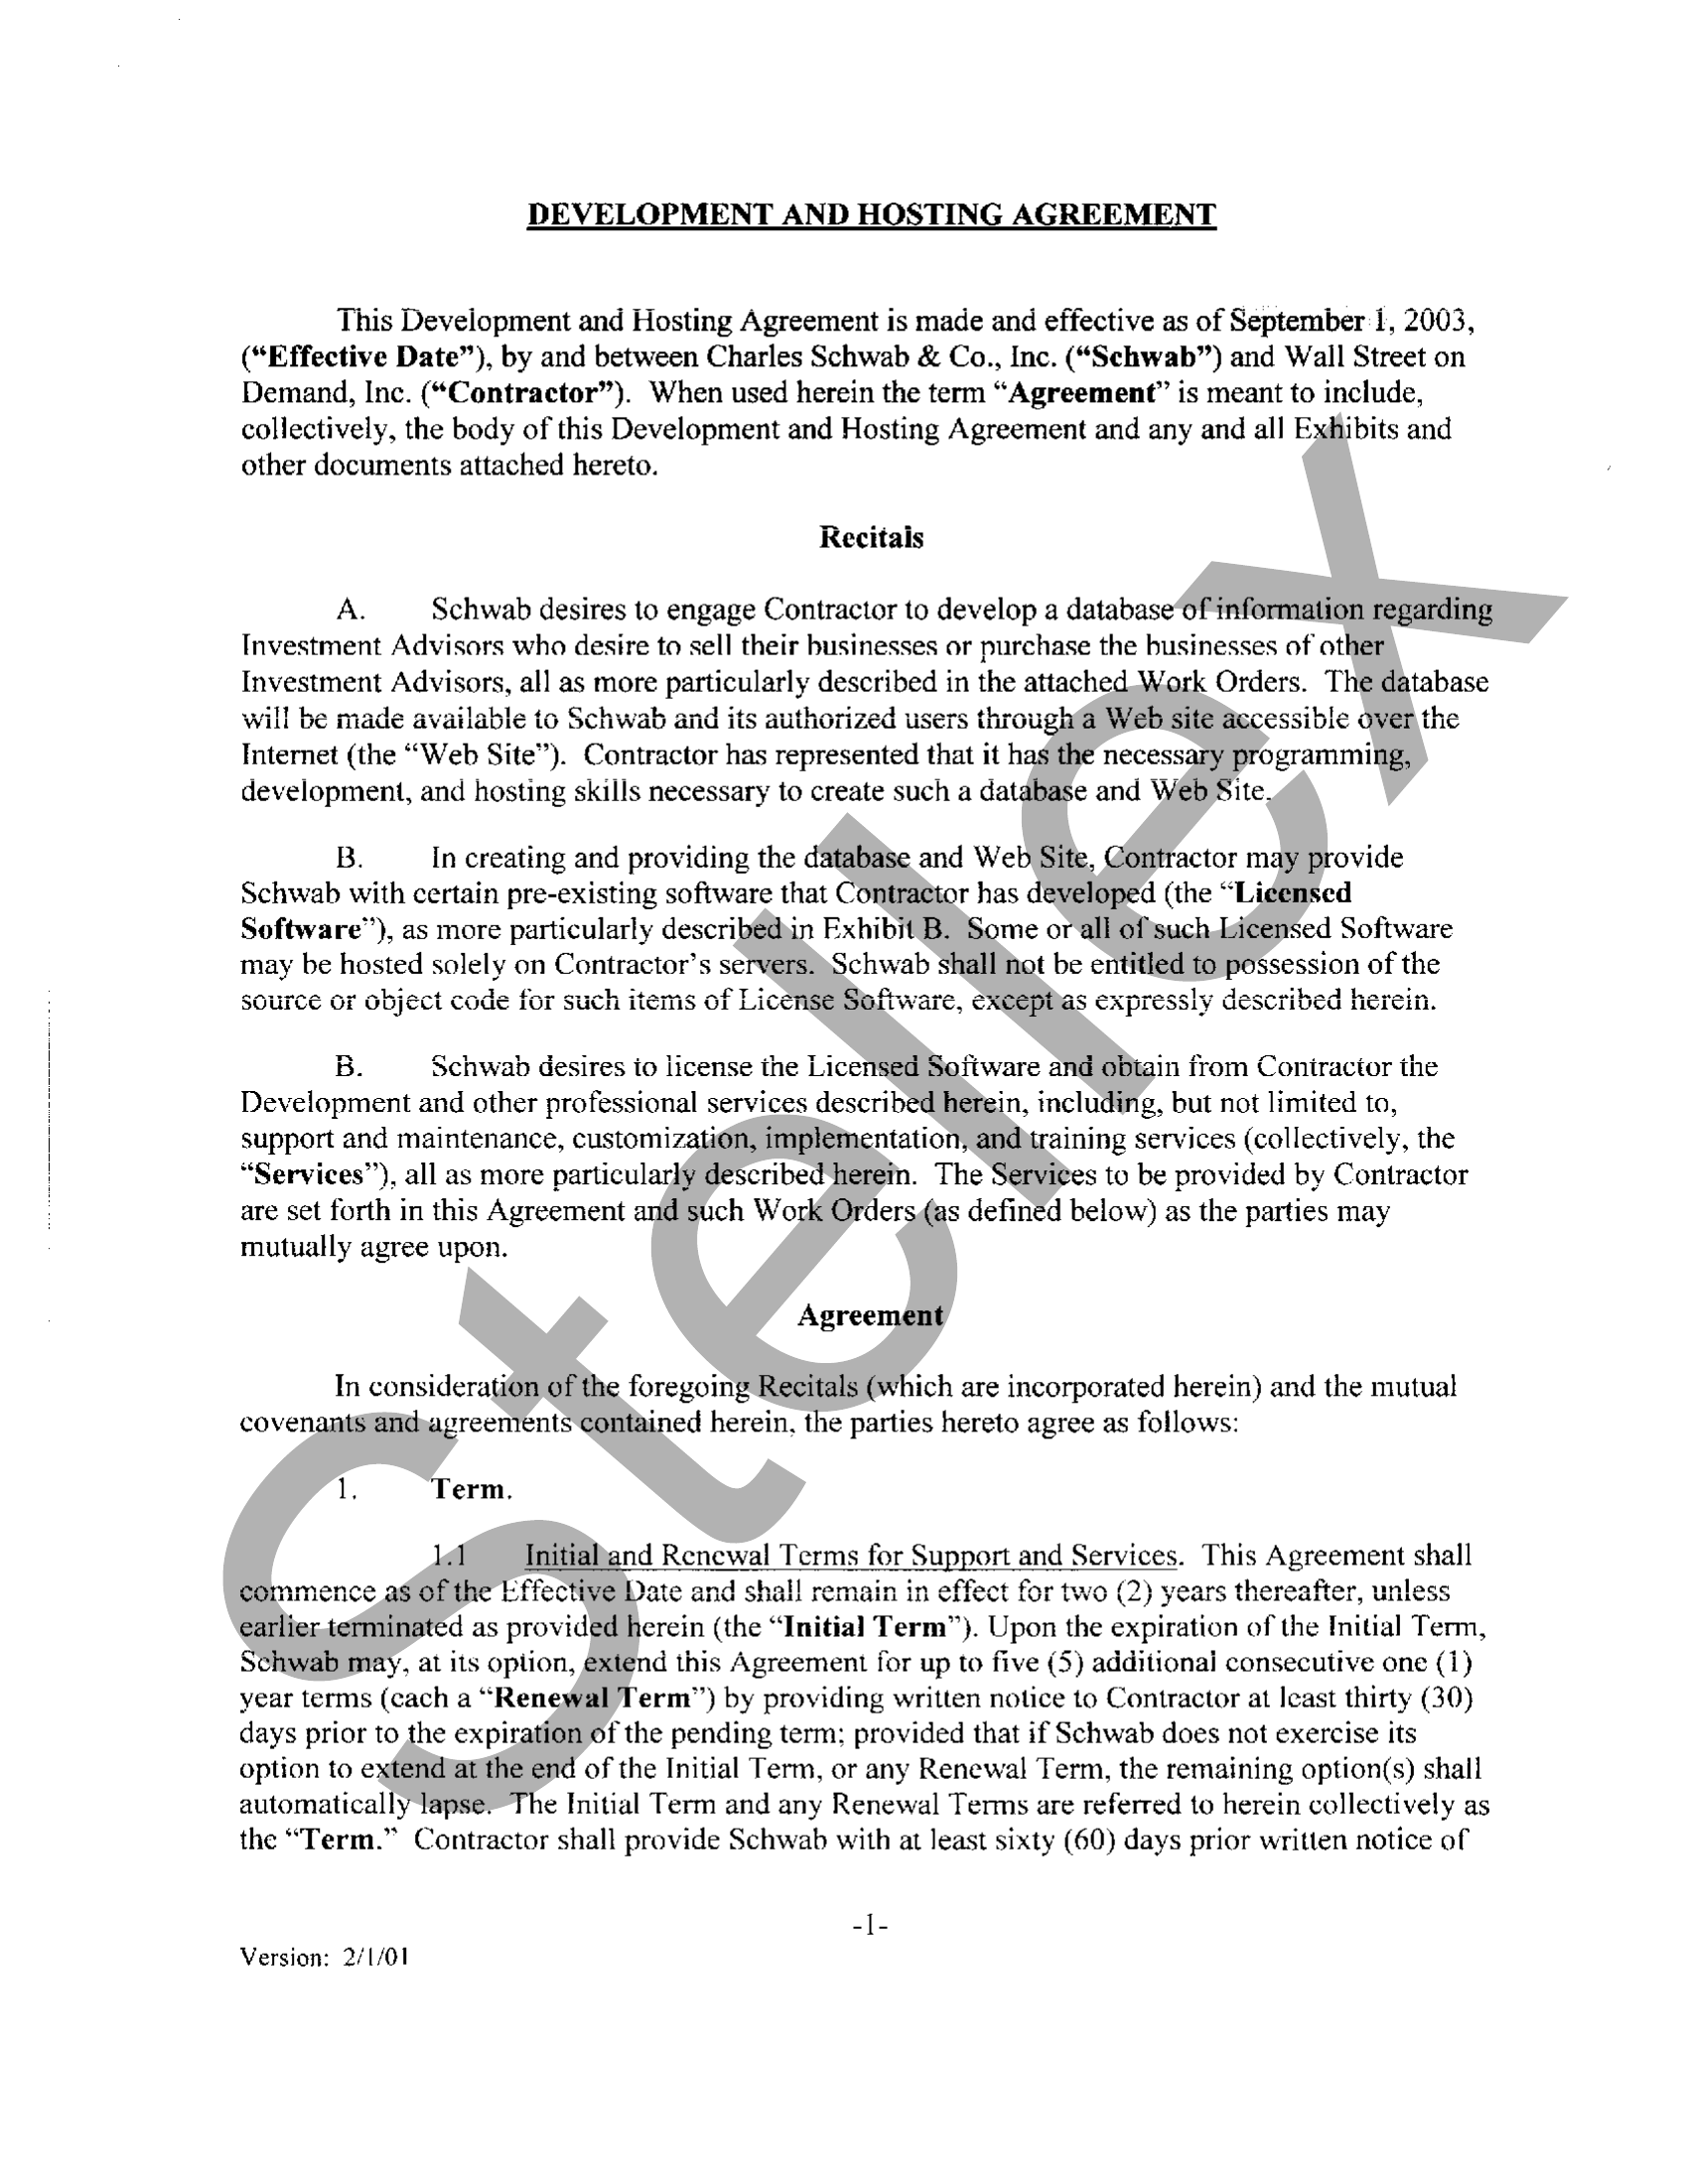 DEVELOPMENT AND HOSTING AGREEMENT
This Development and Hosting Agreement is made and effective as of September 1, 2003,
(“Effective Date”), by and between Charles Schwab & Co., Inc. (“Schwab”) and Wall Street on
Demand, Inc. (“Contractor”). When used herein the term “Agreement” is meant to include,
collectively, the body of this Development and Hosting Agreement and any and all Exhibits and
other documents attached hereto.
Recitals
A. Schwab desires to engage Contractor to develop a database of information regarding
Investment Advisors who desire to sell their businesses or purchase the businesses of other
Investment Advisors, all as more particularly described in the attached Work Orders. The database
will be made available to Schwab and its authorized users through a Web site accessible over the
Internet (the “Web Site”). Contractor has represented that it has the necessary programming,
development, and hosting skills necessary to create such a database and Web Site.
B. In creating and providing the database and Web Site, Contractor may provide
Schwab with certain pre-existing software that Contractor has developed (the “Licensed
Software”), as more particularly described in Exhibit B. Some or all of such Licensed Software
may be hosted solely on Contractor’s servers. Schwab shall not be entitled to possession of the
source or object code for such items of License Software, except as expressly described herein.
B. Schwab desires to license the Licensed Software and obtain from Contractor the
Development and other professional services described herein, including, but not limited to,
support and maintenance, customization, implementation, and training services (collectively, the
“Services”), all as more particularly described herein. The Services to be provided by Contractor
are set forth in this Agreement and such Work Orders (as defined below) as the parties may
mutually agree upon.
Agreement
In consideration of the foregoing Recitals (which are incorporated herein) and the mutual
covenants and agreements contained herein, the parties hereto agree as follows:
1. Term.
1.1 Initial and Renewal Terms for Support and Services. This Agreement shall
commence as of the Effective Date and shall remain in effect for two (2) years thereafter, unless
earlier terminated as provided herein (the “Initial Term”). Upon the expiration of the Initial Term,
Schwab may, at its option, extend this Agreement for up to five (5) additional consecutive one (1)
year terms (each a “Renewal Term”) by providing written notice to Contractor at least thirty (30)
days prior to the expiration of the pending term; provided that if Schwab does not exercise its
option to extend at the end of the Initial Term, or any Renewal Term, the remaining option(s) shall
automatically lapse. The Initial Term and any Renewal Terms are referred to herein collectively as
the “Term.” Contractor shall provide Schwab with at least sixty (60) days prior written notice of
-1-
Version: 2/1/01
Stellex